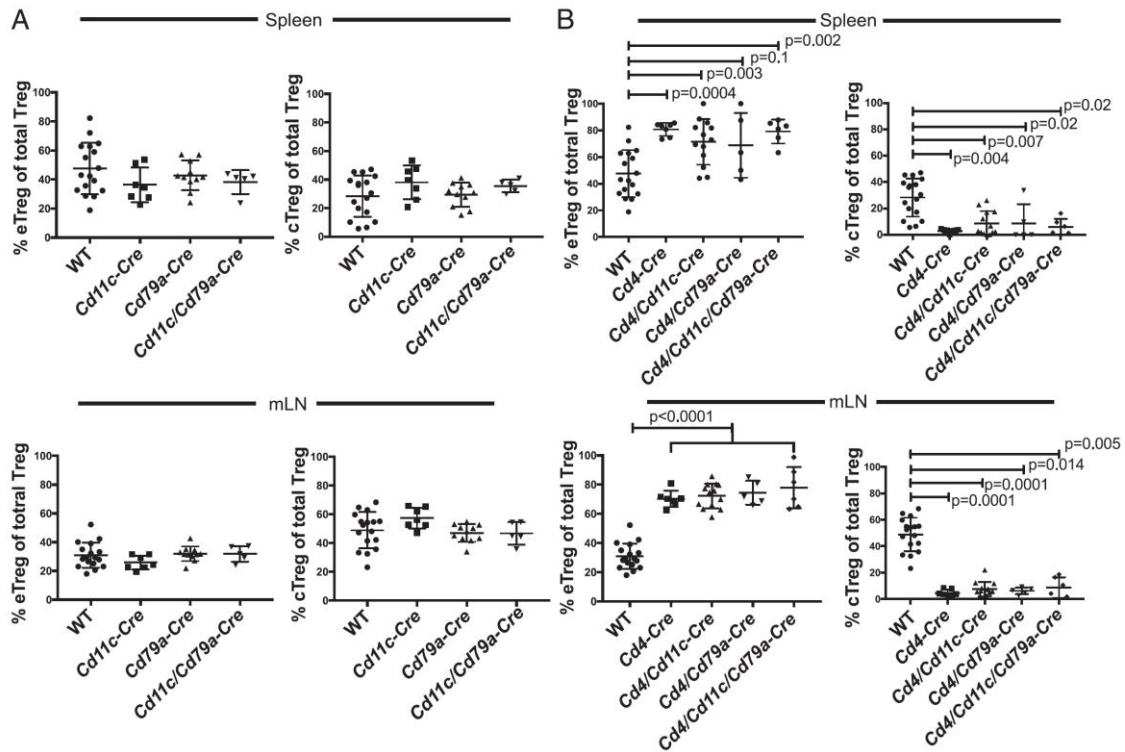 A
Spleen
% eTreg of total Treg
100
80
60
40
20
0
WT
Cd11c-Cre
Cd79a-Cre
Cd11c/Cd79a-Cre
% cTreg of total Treg
100
80
60
40
20
0
WT
Cd11c-Cre
Cd79a-Cre
Cd11c/Cd79a-Cre
mLN
% eTreg of total Treg
100
80
60
40
20
0
WT
Cd11c-Cre
Cd79a-Cre
Cd11c/Cd79a-Cre
% cTreg of total Treg
100
80
60
40
20
0
WT
Cd11c-Cre
Cd79a-Cre
Cd11c/Cd79a-Cre
B
Spleen
p=0.002
p=0.1
p=0.003
p=0.0004
% eTreg of totral Treg
100
80
60
40
20
0
WT
Cd4-Cre
Cd4/Cd11c-Cre
Cd4/Cd79a-Cre
Cd4/Cd11c/Cd79a-Cre
p=0.02
p=0.02
p=0.007
p=0.004
% cTreg of total Treg
100
80
60
40
20
0
WT
Cd4-Cre
Cd4/Cd11c-Cre
Cd4/Cd79a-Cre
Cd4/Cd11c/Cd79a-Cre
mLN
p<0.0001
% eTreg of total Treg
100
80
60
40
20
0
WT
Cd4-Cre
Cd4/Cd11c-Cre
Cd4/Cd79a-Cre
Cd4/Cd11c/Cd79a-Cre
p=0.005
p=0.014
p=0.0001
p=0.0001
% cTreg of total Treg
100
80
60
40
20
0
WT
Cd4-Cre
Cd4/Cd11c-Cre
Cd4/Cd79a-Cre
Cd4/Cd11c/Cd79a-Cre